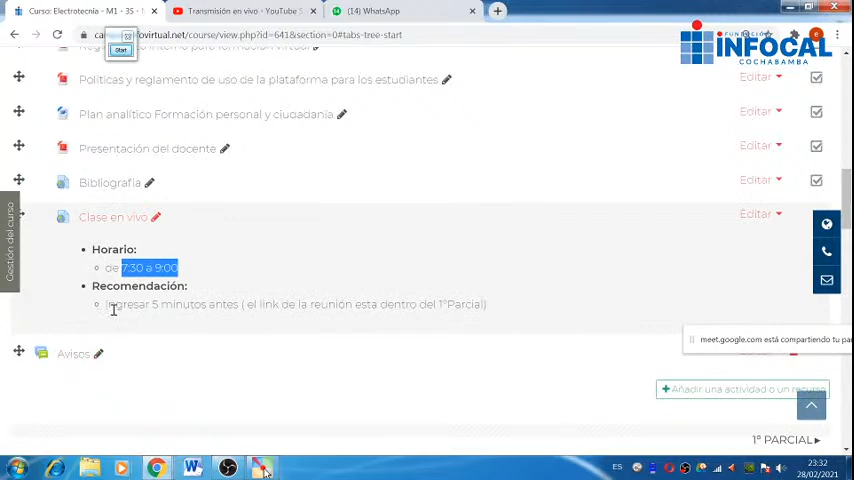 Curso: Electrotecnia - M1 - 3S - 1
Transmisión en vivo - YouTube S
(14) WhatsApp
fovirtual.net/course/view.php?id=641&section=0#tabs-tree-start
Start
FUNDACIÓN
INFOCAL
COCHABAMBA
Políticas y reglamento de uso de la plataforma para los estudiantes
Editar
Plan analítico Formación personal y ciudadania
Editar
Presentación del docente
Editar
Bibliografía
Editar
Clase en vivo
Editar
Gestión del curso
Horario:
de 7:30 a 9:00
Recomendación:
Ingresar 5 minutos antes ( el link de la reunión esta dentro del 1°Parcial)
meet.google.com está compartiendo tu
Avisos
Añadir una actividad o un recurso
1° PARCIAL
ES
23:32
28/02/2021